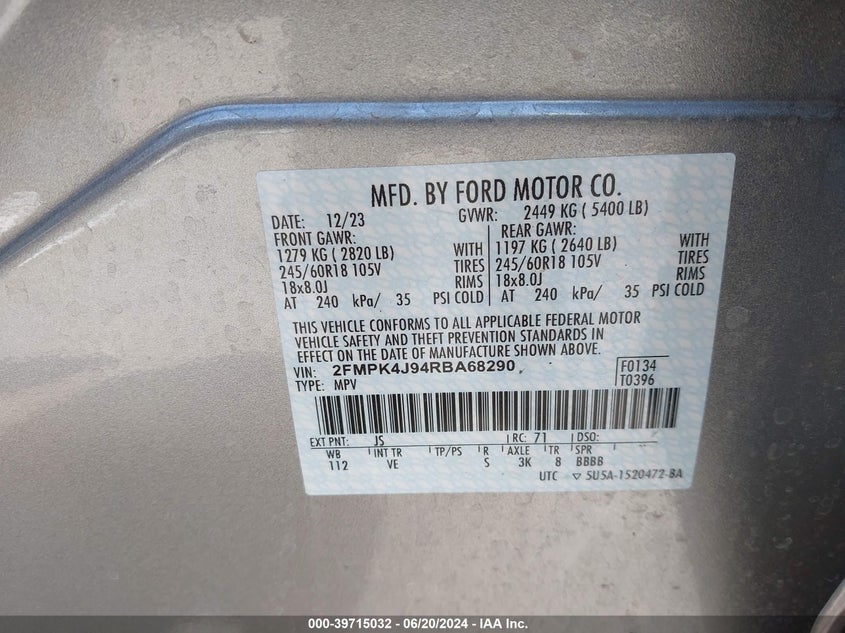 MFD. BY FORD MOTOR CO.
DATE: 12/23 GVWR: 2449 KG ( 5400 LB)
FRONT GAWR: REAR GAWR:
1279 KG ( 2820 LB) WITH 1197 KG ( 2640 LB) WITH
245/60R18 105V TIRES 245/60R18 105V TIRES
18x8.0J RIMS 18x8.0J RIMS
AT 240 kPa/ 35 PSI COLD AT 240 kPa/ 35 PSI COLD
THIS VEHICLE CONFORMS TO ALL APPLICABLE FEDERAL MOTOR
VEHICLE SAFETY AND THEFT PREVENTION STANDARDS IN
EFFECT ON THE DATE OF MANUFACTURE SHOWN ABOVE.
VIN: 2FMPK4J94RBA68290 F0134
TYPE: MPV T0396
EXT PNT: JS RC: 71 DSO:
WB INT TR TP/PS R AXLE TR SPR
112 VE S 3K 8 BBBB
UTC ▽ 5U5A-1520472-BA
000-39715032 - 06/20/2024 - IAA Inc.